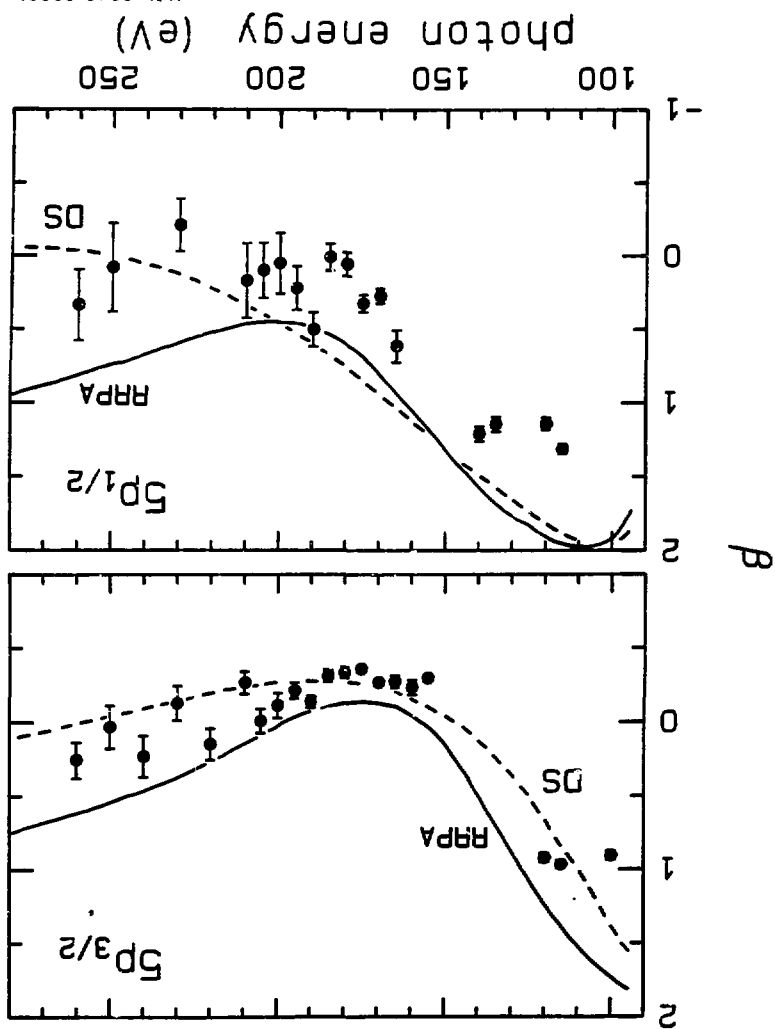 2
5p3/2
1
RRPA
DS
0
β
2
5p1/2
1
RRPA
0
DS
-1
100 150 200 250
photon energy (eV)